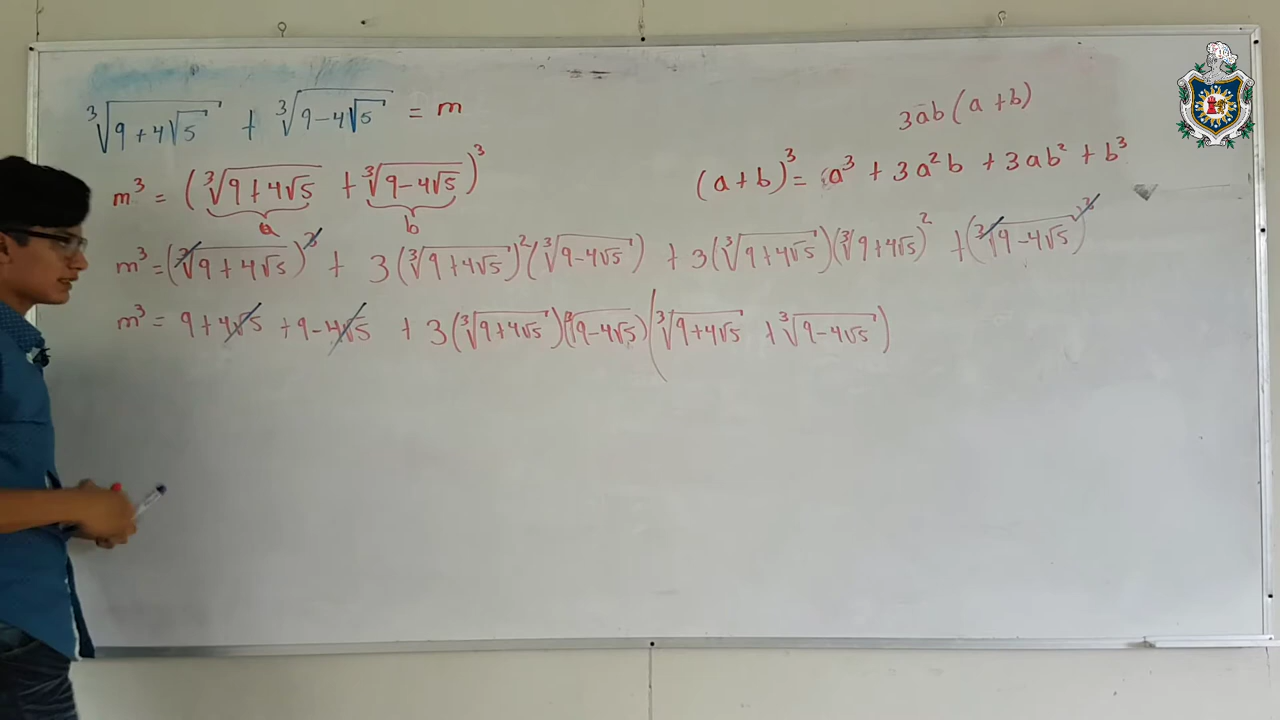 ∛(9+4√5) + ∛(9-4√5) = m
3ab(a+b)
m³ = (∛(9+4√5) + ∛(9-4√5))³
a b
(a+b)³ = a³ + 3a²b + 3ab² + b³
m³ = (∛(9+4√5))³ + 3(∛(9+4√5))²(∛(9-4√5)) + 3(∛(9+4√5))(∛(9+4√5))² + (∛(9-4√5))³
m³ = 9+4√5 + 9-4√5 + 3(∛(9+4√5))(∛(9-4√5))(∛(9+4√5) + ∛(9-4√5))